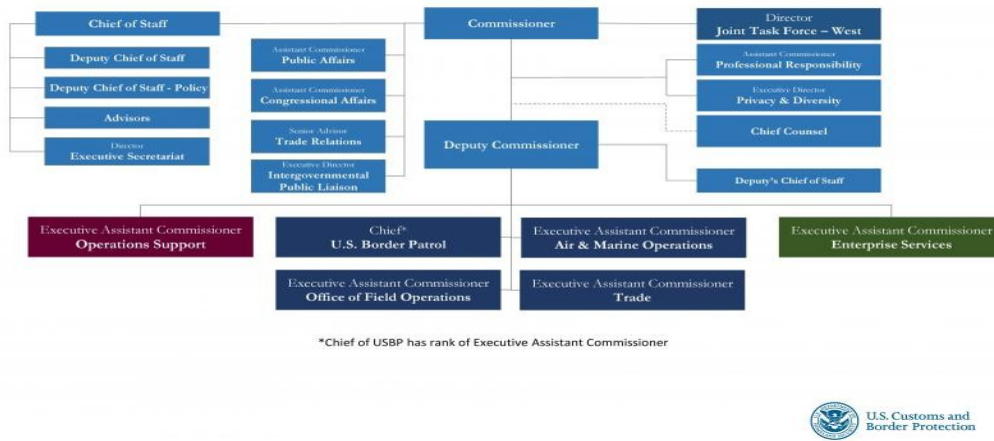 Chief of Staff
Deputy Chief of Staff
Deputy Chief of Staff - Policy
Advisors
Director
Executive Secretariat
Commissioner
Assistant Commissioner
Public Affairs
Assistant Commissioner
Congressional Affairs
Senior Advisor
Trade Relations
Executive Director
Intergovernmental
Public Liaison
Deputy Commissioner
Director
Joint Task Force – West
Assistant Commissioner
Professional Responsibility
Executive Director
Privacy & Diversity
Chief Counsel
Deputy's Chief of Staff
Executive Assistant Commissioner
Operations Support
Chief*
U.S. Border Patrol
Executive Assistant Commissioner
Air & Marine Operations
Executive Assistant Commissioner
Enterprise Services
Executive Assistant Commissioner
Office of Field Operations
Executive Assistant Commissioner
Trade
*Chief of USBP has rank of Executive Assistant Commissioner
U.S. Customs and
Border Protection